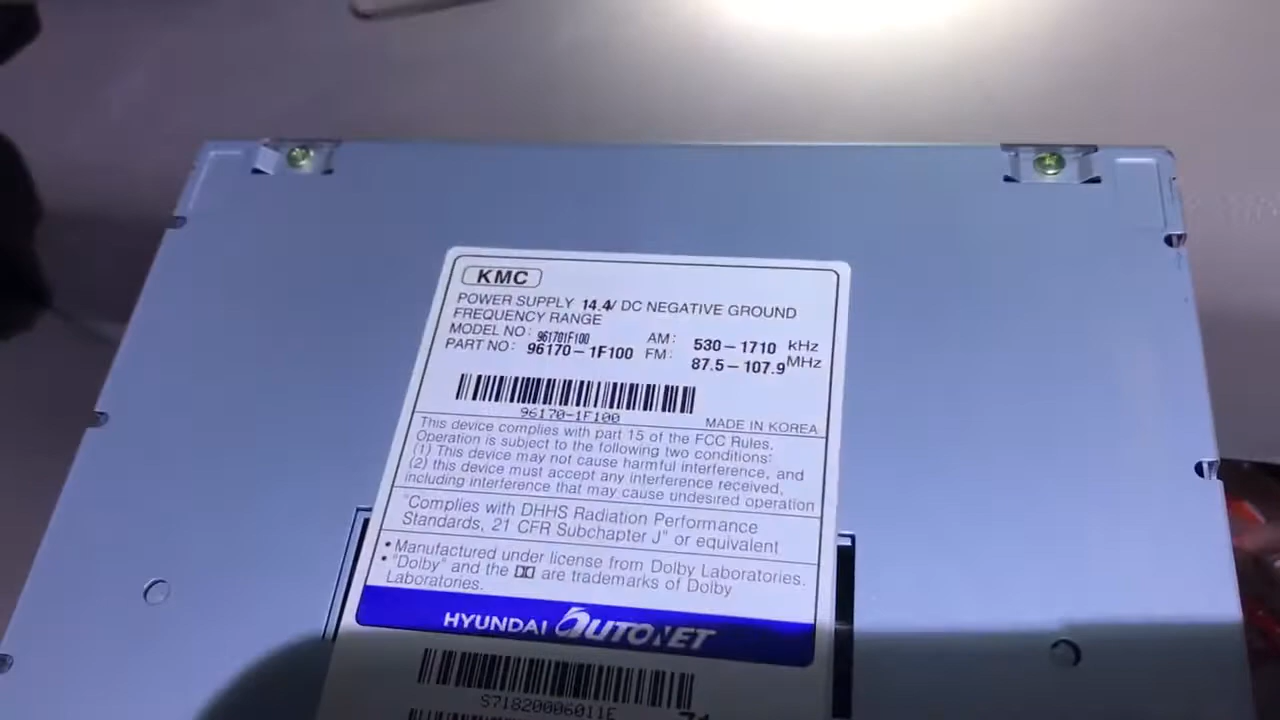 KMC
POWER SUPPLY 14.4/ DC NEGATIVE GROUND
FREQUENCY RANGE
MODEL NO: 961701F100 AM: 530-1710 kHz
PART NO: 96170-1F100 FM: 87.5-107.9 MHz
96170-1F100
MADE IN KOREA
This device complies with part 15 of the FCC Rules.
Operation is subject to the following two conditions:
(1) This device may not cause harmful interference, and
(2) this device must accept any interference received,
including interference that may cause undesired operation
"Complies with DHHS Radiation Performance
Standards, 21 CFR Subchapter J" or equivalent
• Manufactured under license from Dolby Laboratories.
• "Dolby" and the DD are trademarks of Dolby
Laboratories.
HYUNDAI AUTONET
S71820006011E